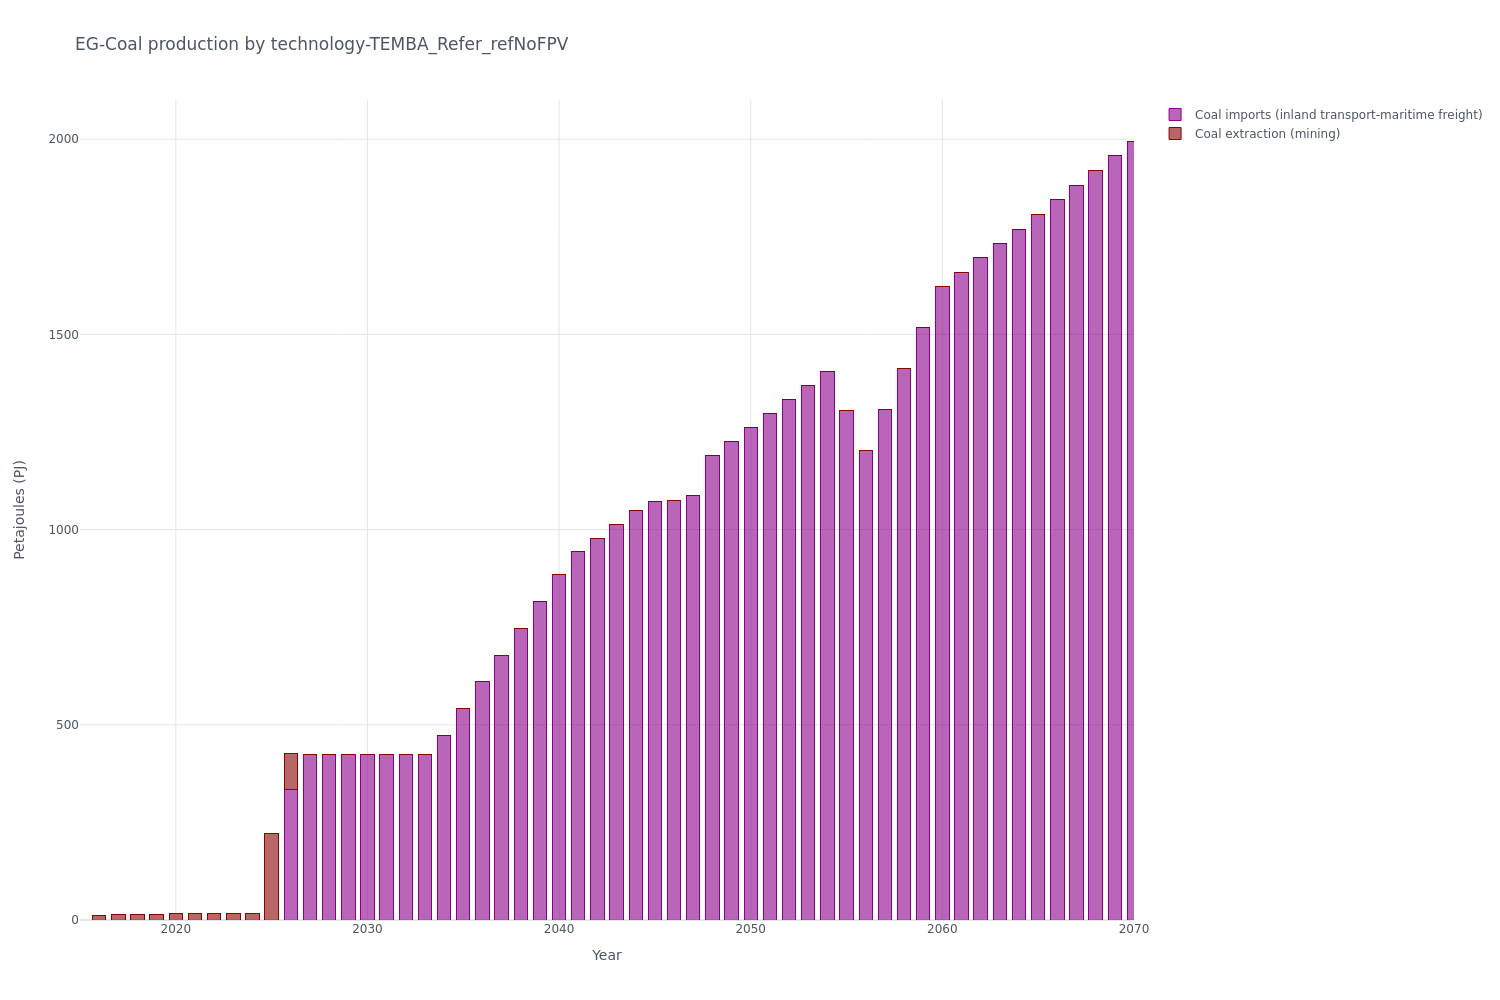 EG-Coal production by technology-TEMBA_Refer_refNoFPV
Coal imports (inland transport-maritime freight)
Coal extraction (mining)
Petajoules (PJ)
2000
1500
1000
500
0
2020
2030
2040
2050
2060
2070
Year